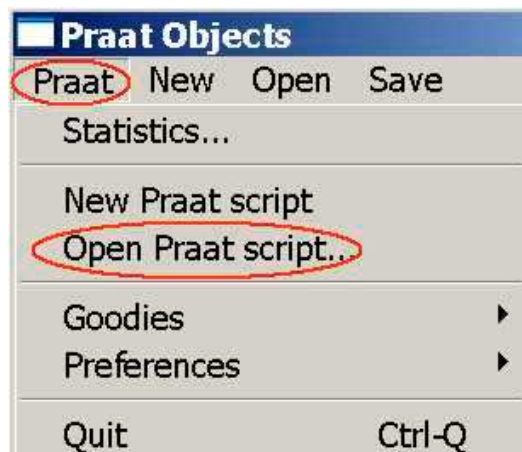 Praat Objects
Praat New Open Save
Statistics...
New Praat script
Open Praat script...
Goodies
Preferences
Quit Ctrl-Q